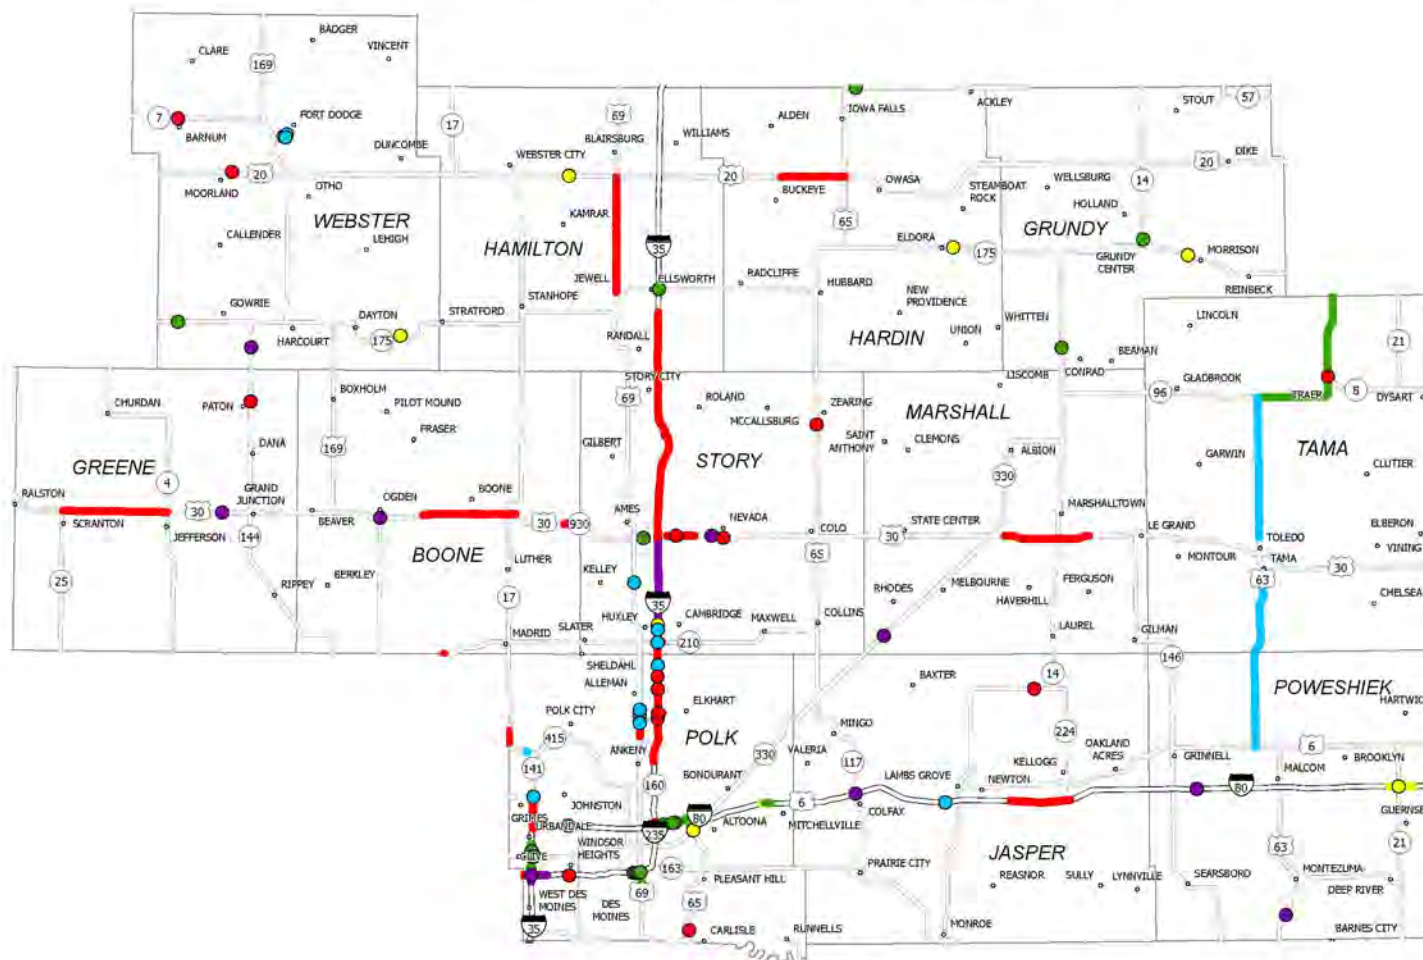 BADGER
CLARE
VINCENT
169
7
BARNUM
FORT DODGE
DUNCOMBE
17
69
BLAIRSBURG
WILLIAMS
ALDEN
IOWA FALLS
ACKLEY
STOUT
57
WEBSTER CITY
20
MOORLAND
OTHO
20
BUCKEYE
OWASA
STEAMBOAT
ROCK
WELLSBURG
14
20
DIKE
HOLLAND
WEBSTER
KAMRAR
65
GRUNDY
CALLENDER
LEHIGH
HAMILTON
35
ELDORA
175
GRUNDY
CENTER
MORRISON
JEWELL
ELLSWORTH
RADCLIFFE
HUBBARD
NEW
PROVIDENCE
REINBECK
GOWRIE
STANHOPE
HARCOURT
DAYTON
175
STRATFORD
RANDALL
HARDIN
UNION
WHITTEN
LINCOLN
BEAMAN
CONRAD
21
STORY CITY
LISCOMB
GLADBROOK
96
TRAER
8
DYSART
CHURDAN
PATON
BOXHOLM
PILOT MOUND
69
ROLAND
MCCALLSBURG
ZEARING
MARSHALL
DANA
169
FRASER
GILBERT
SAINT
ANTHONY
CLEMONS
ALBION
GARWIN
TAMA
GREENE
4
STORY
330
CLUTIER
RALSTON
GRAND
JUNCTION
OGDEN
BOONE
AMES
NEVADA
MARSHALLTOWN
SCRANTON
30
BEAVER
30
930
COLO
30
STATE CENTER
LE GRAND
ELBERON
JEFFERSON
144
BOONE
65
MONTOUR
TOLEDO
VINING
TAMA
30
63
25
RIPPEY
BERKLEY
LUTHER
KELLEY
RHODES
MELBOURNE
FERGUSON
HAVERHILL
CHELSEA
17
35
HUXLEY
CAMBRIDGE
MAXWELL
COLLINS
MADRID
SLATER
210
LAUREL
GILMAN
146
SHELDAHL
ALLEMAN
BAXTER
14
POWESHIEK
POLK CITY
ELKHART
HARTWIC
415
POLK
MINGO
224
ANKENY
330
VALERIA
117
OAKLAND
ACRES
GRINNELL
6
BROOKLYN
141
160
BONDURANT
LAMBS GROVE
NEWTON
KELLOGG
MALCOM
JOHNSTON
6
80
GRIMES
80
ALTOONA
MITCHELLVILLE
COLFAX
GUERNSE
URBANDALE
235
WINDSOR
HEIGHTS
63
21
CLIVE
163
JASPER
PRAIRIE CITY
WEST DES
MOINES
DES
MOINES
69
PLEASANT HILL
REASNOR
SULLY
LYNNVILLE
SEARSBORO
MONTEZUMA
DEEP RIVER
65
35
CARLISLE
RUNNELLS
MONROE
BARNES CITY